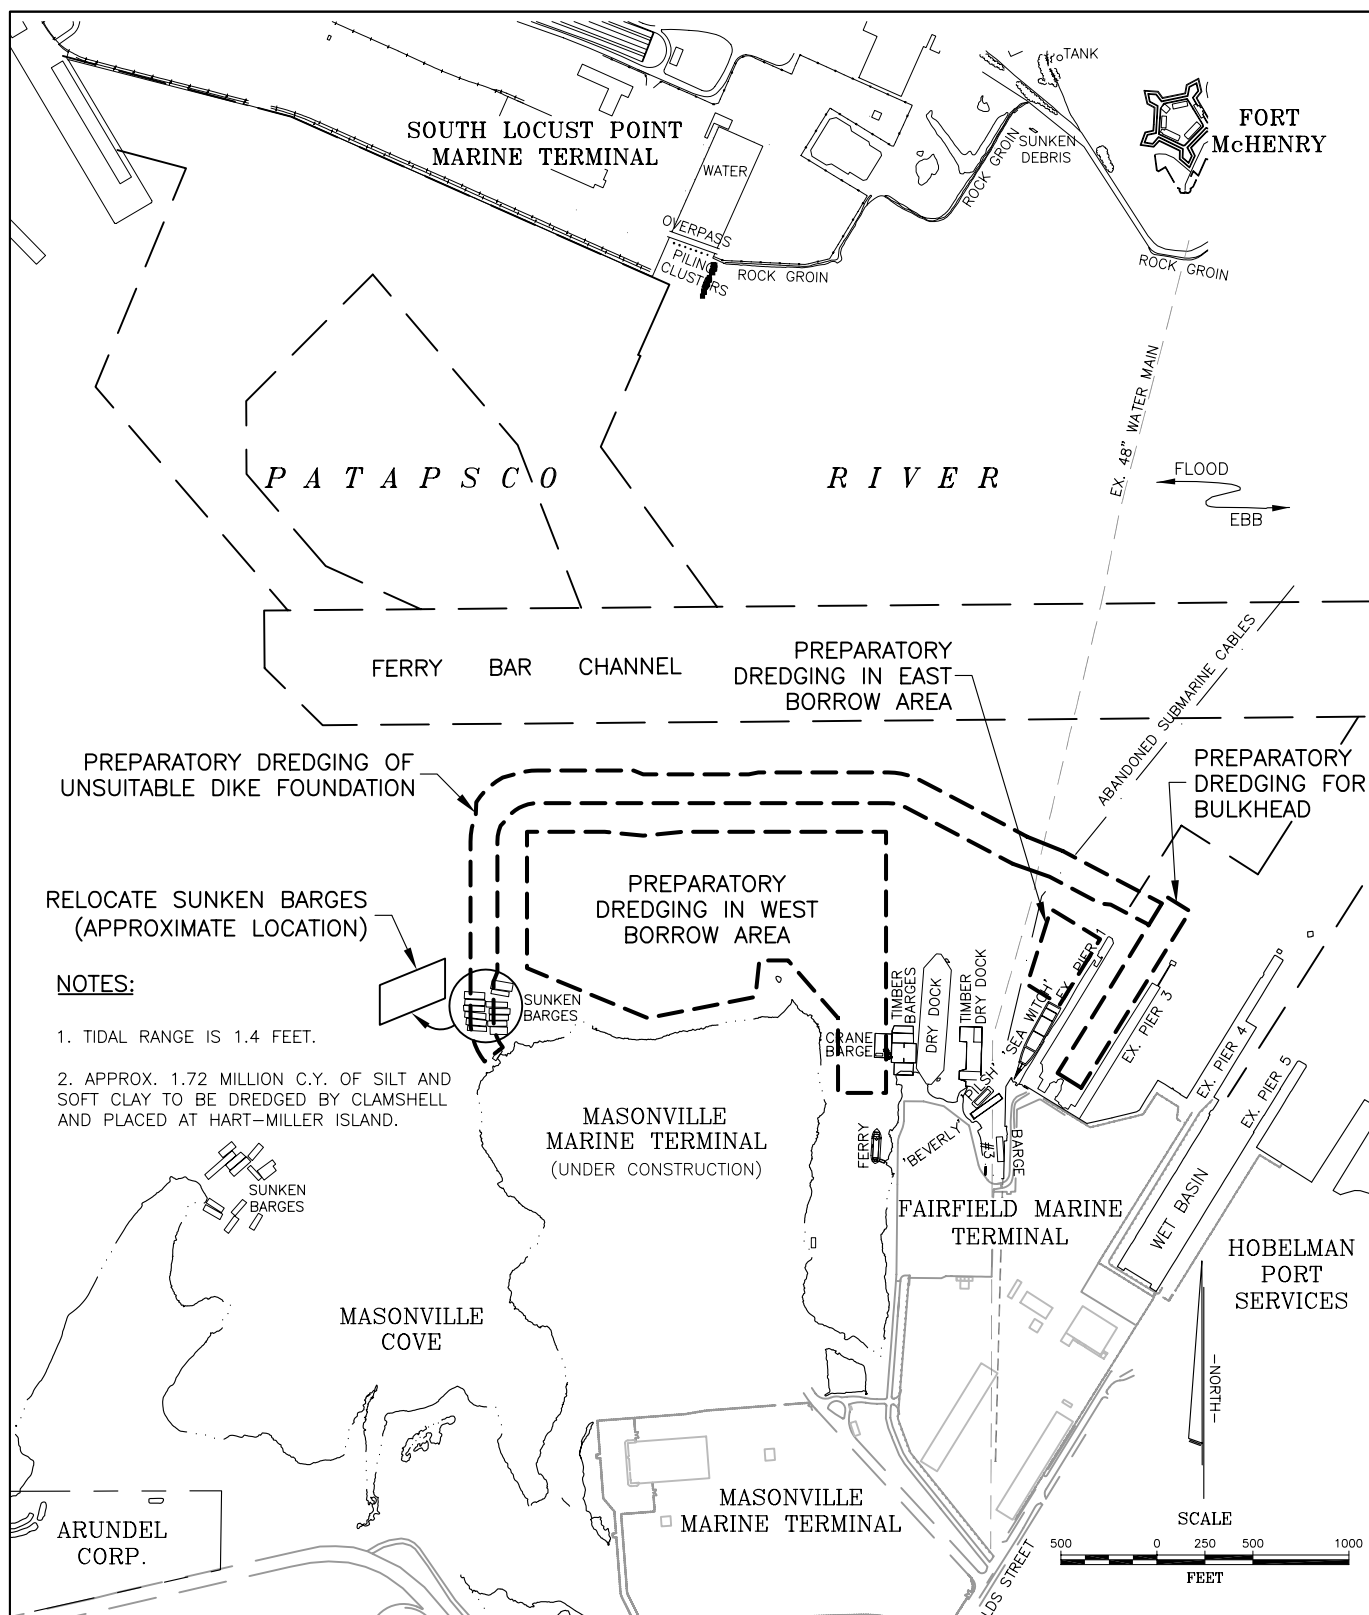 TANK
FORT
McHENRY
SOUTH LOCUST POINT
MARINE TERMINAL
SUNKEN
DEBRIS
WATER
ROCK GROIN
OVERPASS
PILING
CLUSTERS
ROCK GROIN
ROCK GROIN
EX. 48" WATER MAIN
PATAPSCO RIVER
FLOOD
EBB
FERRY BAR CHANNEL
PREPARATORY
DREDGING IN EAST
BORROW AREA
ABANDONED SUBMARINE CABLES
PREPARATORY DREDGING OF
UNSUITABLE DIKE FOUNDATION
PREPARATORY
DREDGING FOR
BULKHEAD
PREPARATORY
DREDGING IN WEST
BORROW AREA
RELOCATE SUNKEN BARGES
(APPROXIMATE LOCATION)
NOTES:
1. TIDAL RANGE IS 1.4 FEET.
2. APPROX. 1.72 MILLION C.Y. OF SILT AND
SOFT CLAY TO BE DREDGED BY CLAMSHELL
AND PLACED AT HART-MILLER ISLAND.
SUNKEN
BARGES
TIMBER
BARGES
DRY DOCK
TIMBER
DRY DOCK
CRANE
BARGE
'SEA WITCH'
EX. PIER 1
EX. PIER 3
EX. PIER 4
EX. PIER 5
FERRY
'BEVERLY'
#3
BARGE
WET BASIN
MASONVILLE
MARINE TERMINAL
(UNDER CONSTRUCTION)
SUNKEN
BARGES
FAIRFIELD MARINE
TERMINAL
HOBELMAN
PORT
SERVICES
MASONVILLE
COVE
-NORTH-
MASONVILLE
MARINE TERMINAL
ARUNDEL
CORP.
LDS STREET
SCALE
500 0 250 500 1000
FEET